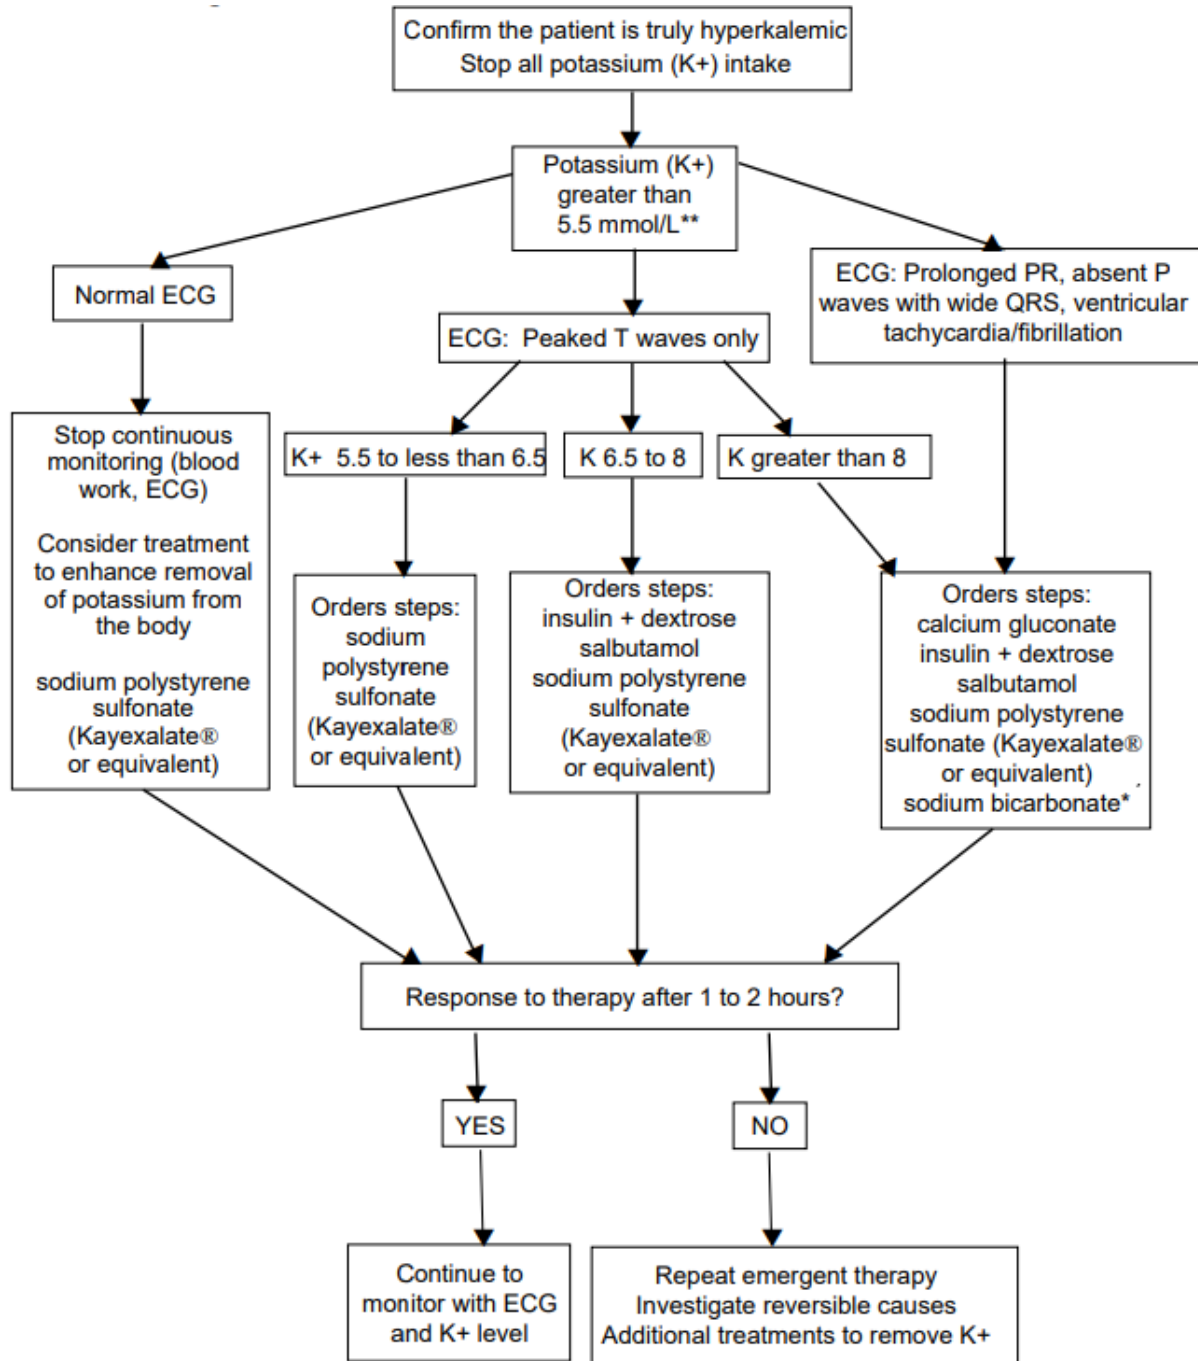 Confirm the patient is truly hyperkalemic
Stop all potassium (K+) intake
Potassium (K+)
greater than
5.5 mmol/L**
Normal ECG
ECG: Peaked T waves only
ECG: Prolonged PR, absent P
waves with wide QRS, ventricular
tachycardia/fibrillation
K+ 5.5 to less than 6.5
K 6.5 to 8
K greater than 8
Stop continuous
monitoring (blood
work, ECG)
Consider treatment
to enhance removal
of potassium from
the body
sodium polystyrene
sulfonate
(Kayexalate®
or equivalent)
Orders steps:
sodium
polystyrene
sulfonate
(Kayexalate®
or equivalent)
Orders steps:
insulin + dextrose
salbutamol
sodium polystyrene
sulfonate
(Kayexalate®
or equivalent)
Orders steps:
calcium gluconate
insulin + dextrose
salbutamol
sodium polystyrene
sulfonate (Kayexalate®
or equivalent)
sodium bicarbonate*
Response to therapy after 1 to 2 hours?
YES
NO
Continue to
monitor with ECG
and K+ level
Repeat emergent therapy
Investigate reversible causes
Additional treatments to remove K+